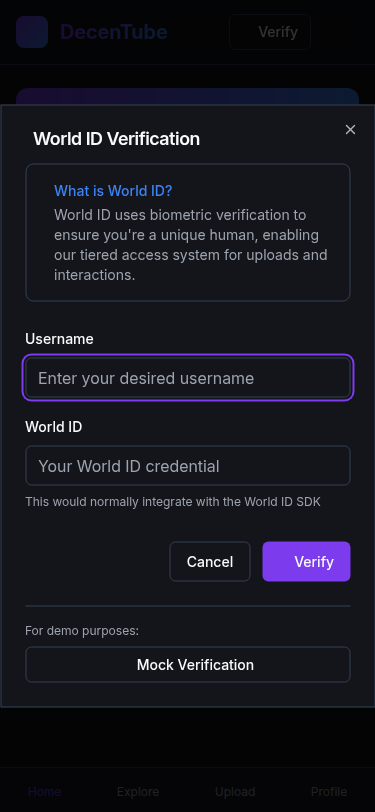 DecenTube
Verify
World ID Verification
×
What is World ID?
World ID uses biometric verification to
ensure you're a unique human, enabling
our tiered access system for uploads and
interactions.
Username
Enter your desired username
World ID
Your World ID credential
This would normally integrate with the World ID SDK
Cancel
Verify
For demo purposes:
Mock Verification
Home
Explore
Upload
Profile